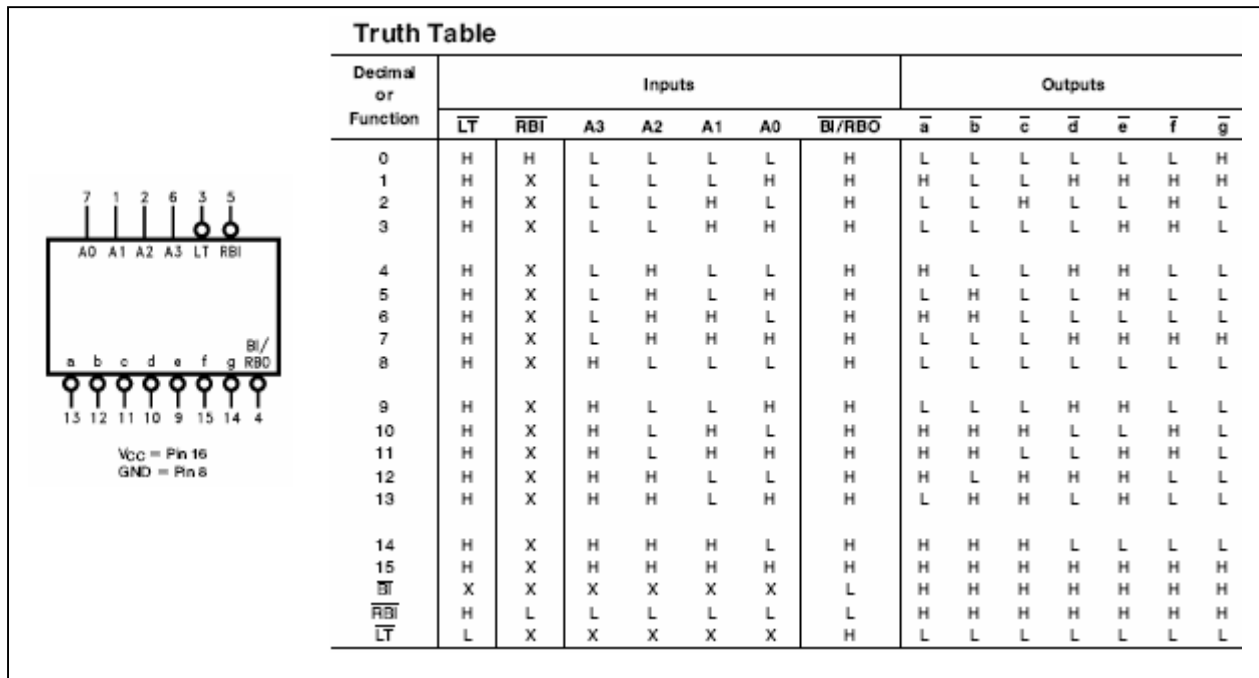 Truth Table
Decimal or Function Inputs Outputs
LT RBI A3 A2 A1 A0 BI/RBO a b c d e f g
0 H H L L L L H L L L L L L H
1 H X L L L H H H L L H H H H
2 H X L L H L H L L H L L H L
3 H X L L H H H L L L L H H L
4 H X L H L L H H L L H H L L
5 H X L H L H H L H L L H L L
6 H X L H H L H H H L L L L L
7 H X L H H H H L L L H H H H
8 H X H L L L H L L L L L L L
9 H X H L L H H L L L H H L L
10 H X H L H L H H H H L L H L
11 H X H L H H H H H L L H H L
12 H X H H L L H H L H H H L L
13 H X H H L H H L H H L H L L
14 H X H H H L H H H H L L L L
15 H X H H H H H H H H H H H H
BI X X X X X X L H H H H H H H
RBI H L L L L L L H H H H H H H
LT L X X X X X H L L L L L L L
7 1 2 6 3 5
A0 A1 A2 A3 LT RBI
BI/
a b c d e f g RBO
13 12 11 10 9 15 14 4
VCC = Pin 16
GND = Pin 8